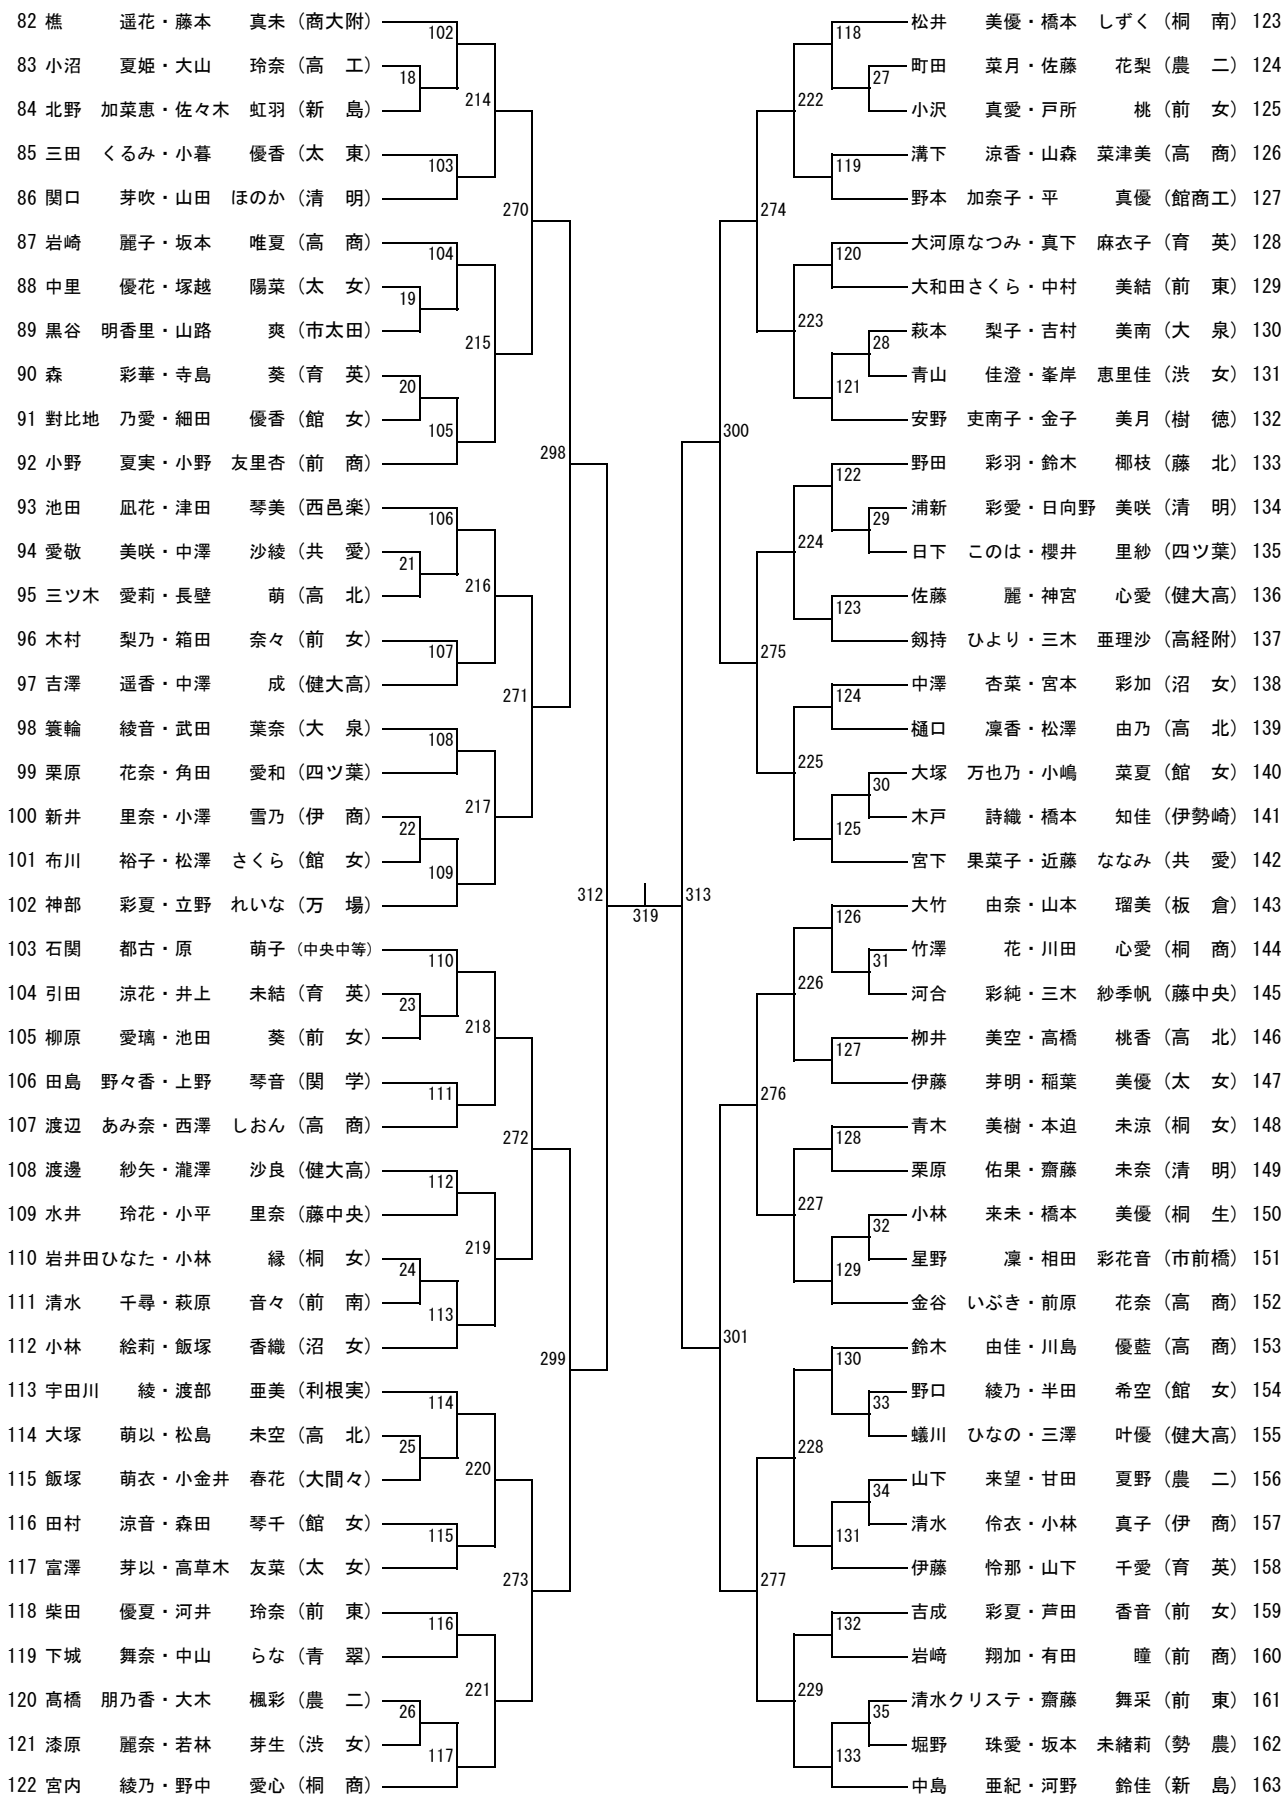 82 樵 遥花・藤本 真未 (商大附)
83 小沼 夏姫・大山 玲奈 (高 工)
84 北野 加菜恵・佐々木 虹羽 (新 島)
85 三田 くるみ・小暮 優香 (太 東)
86 関口 芽吹・山田 ほのか (清 明)
87 岩崎 麗子・坂本 唯夏 (高 商)
88 中里 優花・塚越 陽菜 (太 女)
89 黒谷 明香里・山路 爽 (市太田)
90 森 彩華・寺島 葵 (育 英)
91 對比地 乃愛・細田 優香 (館 女)
92 小野 夏実・小野 友里杏 (前 商)
93 池田 凪花・津田 琴美 (西邑楽)
94 愛敬 美咲・中澤 沙綾 (共 愛)
95 三ツ木 愛莉・長壁 萌 (高 北)
96 木村 梨乃・箱田 奈々 (前 女)
97 吉澤 遥香・中澤 成 (健大高)
98 簑輪 綾音・武田 葉奈 (大 泉)
99 栗原 花奈・角田 愛和 (四ツ葉)
100 新井 里奈・小澤 雪乃 (伊 商)
101 布川 裕子・松澤 さくら (館 女)
102 神部 彩夏・立野 れいな (万 場)
103 石関 都古・原 萌子 (中央中等)
104 引田 涼花・井上 未結 (育 英)
105 柳原 愛璃・池田 葵 (前 女)
106 田島 野々香・上野 琴音 (関 学)
107 渡辺 あみ奈・西澤 しおん (高 商)
108 渡邊 紗矢・瀧澤 沙良 (健大高)
109 水井 玲花・小平 里奈 (藤中央)
110 岩井田ひなた・小林 縁 (桐 女)
111 清水 千尋・萩原 音々 (前 南)
112 小林 絵莉・飯塚 香織 (沼 女)
113 宇田川 綾・渡部 亜美 (利根実)
114 大塚 萌以・松島 未空 (高 北)
115 飯塚 萌衣・小金井 春花 (大間々)
116 田村 涼音・森田 琴千 (館 女)
117 富澤 芽以・高草木 友菜 (太 女)
118 柴田 優夏・河井 玲奈 (前 東)
119 下城 舞奈・中山 らな (青 翠)
120 髙橋 朋乃香・大木 楓彩 (農 二)
121 漆原 麗奈・若林 芽生 (渋 女)
122 宮内 綾乃・野中 愛心 (桐 商)
102
18
214
103
270
104
19
215
20
105
298
106
21
216
107
271
108
217
22
109
312
110
23
218
111
272
112
219
24
113
299
114
25
220
115
273
116
221
26
117
319
313
118
27
222
119
274
120
223
28
121
300
122
29
224
123
275
124
225
30
125
126
31
226
127
276
128
227
32
129
301
130
33
228
34
131
277
132
229
35
133
松井 美優・橋本 しずく (桐 南) 123
町田 菜月・佐藤 花梨 (農 二) 124
小沢 真愛・戸所 桃 (前 女) 125
溝下 涼香・山森 菜津美 (高 商) 126
野本 加奈子・平 真優 (館商工) 127
大河原なつみ・真下 麻衣子 (育 英) 128
大和田さくら・中村 美結 (前 東) 129
萩本 梨子・吉村 美南 (大 泉) 130
青山 佳澄・峯岸 恵里佳 (渋 女) 131
安野 吏南子・金子 美月 (樹 徳) 132
野田 彩羽・鈴木 椰枝 (藤 北) 133
浦新 彩愛・日向野 美咲 (清 明) 134
日下 このは・櫻井 里紗 (四ツ葉) 135
佐藤 麗・神宮 心愛 (健大高) 136
剱持 ひより・三木 亜理沙 (高経附) 137
中澤 杏菜・宮本 彩加 (沼 女) 138
樋口 凜香・松澤 由乃 (高 北) 139
大塚 万也乃・小嶋 菜夏 (館 女) 140
木戸 詩織・橋本 知佳 (伊勢崎) 141
宮下 果菜子・近藤 ななみ (共 愛) 142
大竹 由奈・山本 瑠美 (板 倉) 143
竹澤 花・川田 心愛 (桐 商) 144
河合 彩純・三木 紗季帆 (藤中央) 145
栁井 美空・高橋 桃香 (高 北) 146
伊藤 芽明・稲葉 美優 (太 女) 147
青木 美樹・本迫 未涼 (桐 女) 148
栗原 佑果・齋藤 未奈 (清 明) 149
小林 来未・橋本 美優 (桐 生) 150
星野 凜・相田 彩花音 (市前橋) 151
金谷 いぶき・前原 花奈 (高 商) 152
鈴木 由佳・川島 優藍 (高 商) 153
野口 綾乃・半田 希空 (館 女) 154
蟻川 ひなの・三澤 叶優 (健大高) 155
山下 来望・甘田 夏野 (農 二) 156
清水 伶衣・小林 真子 (伊 商) 157
伊藤 怜那・山下 千愛 (育 英) 158
吉成 彩夏・芦田 香音 (前 女) 159
岩﨑 翔加・有田 瞳 (前 商) 160
清水クリステ・齋藤 舞采 (前 東) 161
堀野 珠愛・坂本 未緒莉 (勢 農) 162
中島 亜紀・河野 鈴佳 (新 島) 163